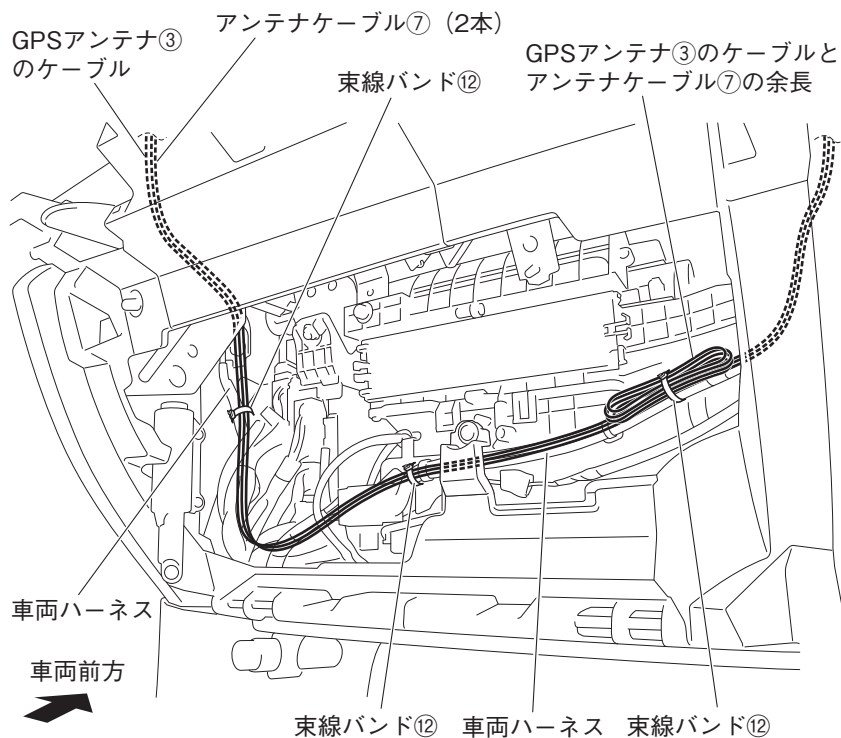 GPSアンテナ③
のケーブル
アンテナケーブル⑦（2本）
束線バンド⑫
GPSアンテナ③のケーブルと
アンテナケーブル⑦の余長
車両ハーネス
車両前方
束線バンド⑫
車両ハーネス
束線バンド⑫